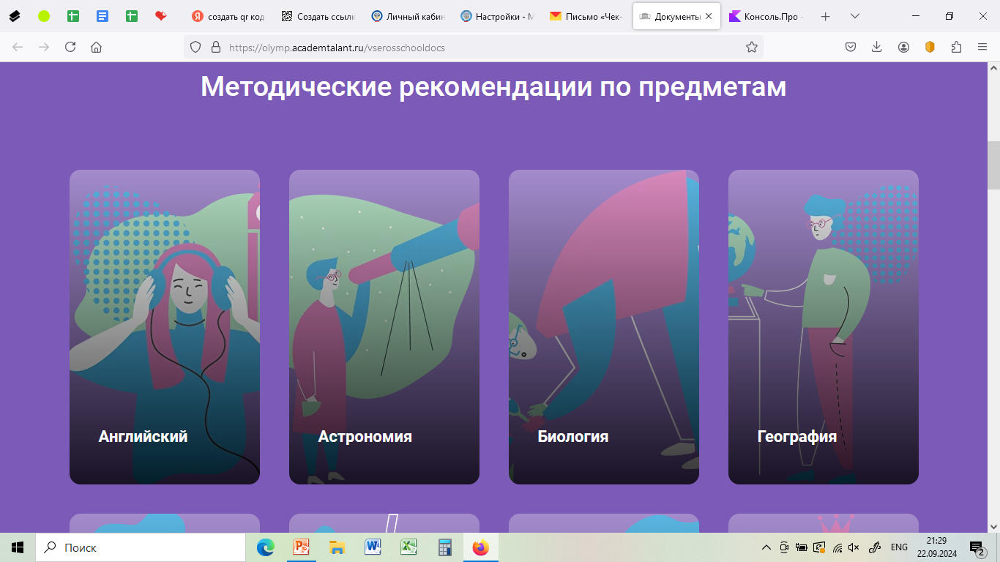 создать qr код
Создать ссылк
Личный кабин
Настройки - М
Письмо «Чек-
Документы
Консоль.Про -
https://olymp.academtalant.ru/vserosschooldocs
Методические рекомендации по предметам
Английский
Астрономия
Биология
География
Поиск
ENG
21:29
22.09.2024
2